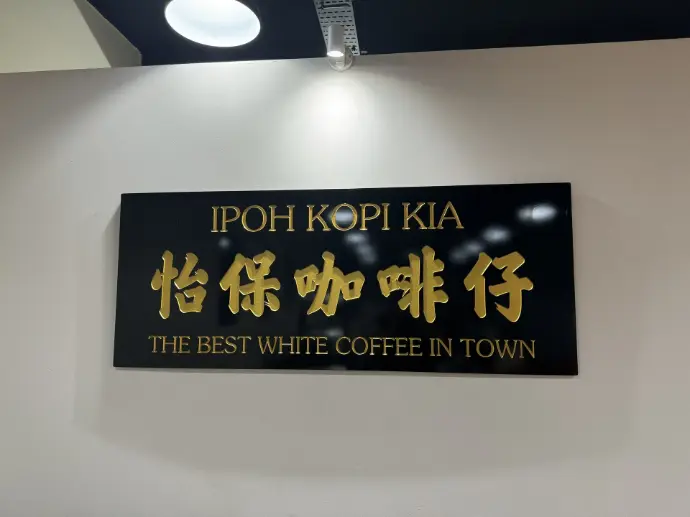 IPOH KOPI KIA
怡保咖啡仔
THE BEST WHITE COFFEE IN TOWN